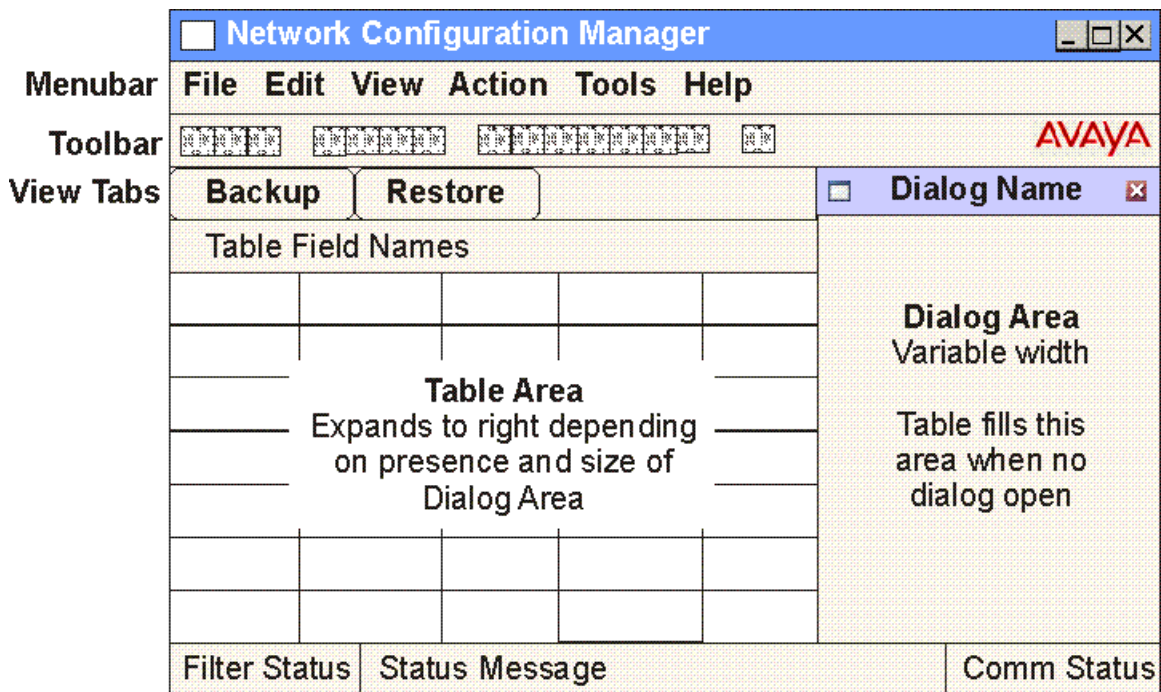 Network Configuration Manager
Menubar
File Edit View Action Tools Help
Toolbar
AVAYA
View Tabs
Backup
Restore
Dialog Name
Table Field Names
Table Area
Expands to right depending
on presence and size of
Dialog Area
Dialog Area
Variable width
Table fills this
area when no
dialog open
Filter Status
Status Message
Comm Status